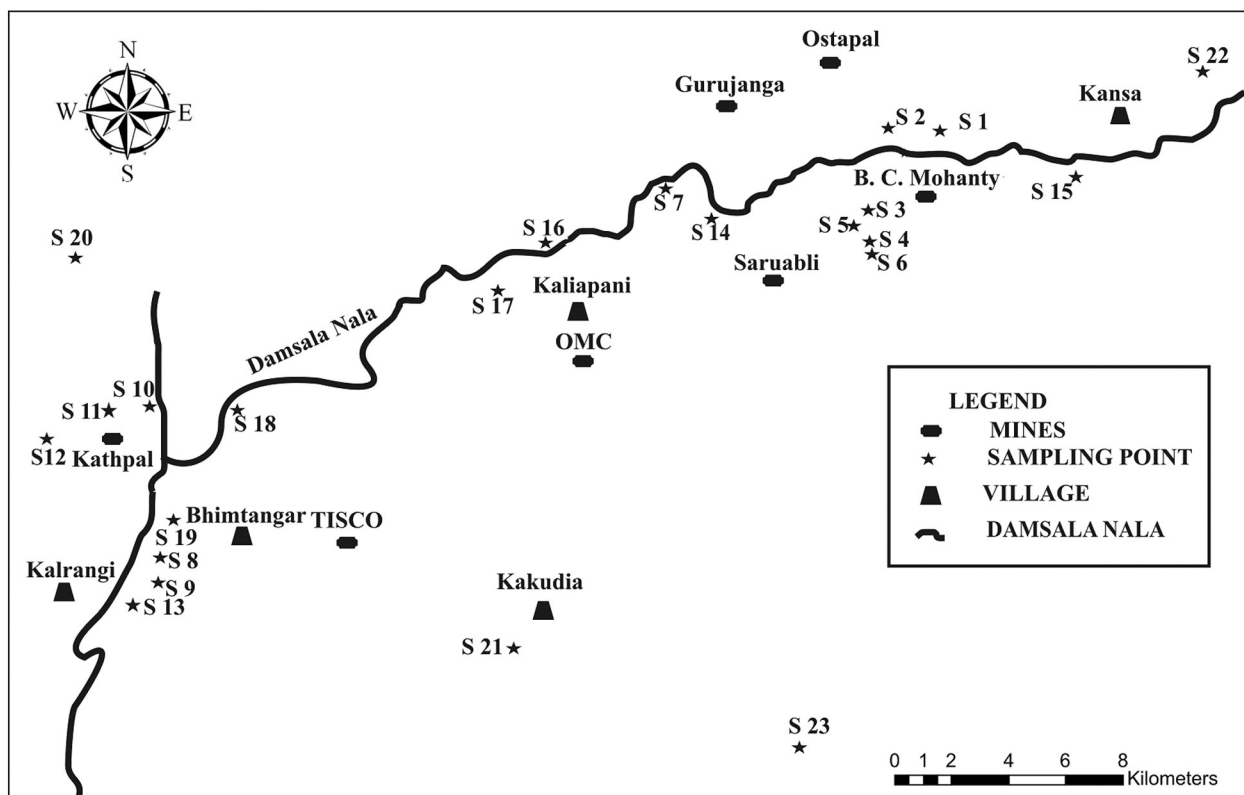 Ostapal
S 22
N
Gurujanga
Kansa
W
E
S 2
S 1
S
B. C. Mohanty
S 7
S 15
S 3
S 14
S 5
S 16
S 4
S 20
S 6
Saruabli
Kaliapani
S 17
Damsala Nala
OMC
S 10
S 11
S 18
S12
Kathpal
LEGEND
MINES
SAMPLING POINT
VILLAGE
DAMSALA NALA
Bhimtangar
TISCO
S 19
S 8
Kalrangi
S 9
Kakudia
S 13
S 21
S 23
0 1 2 4 6 8
Kilometers